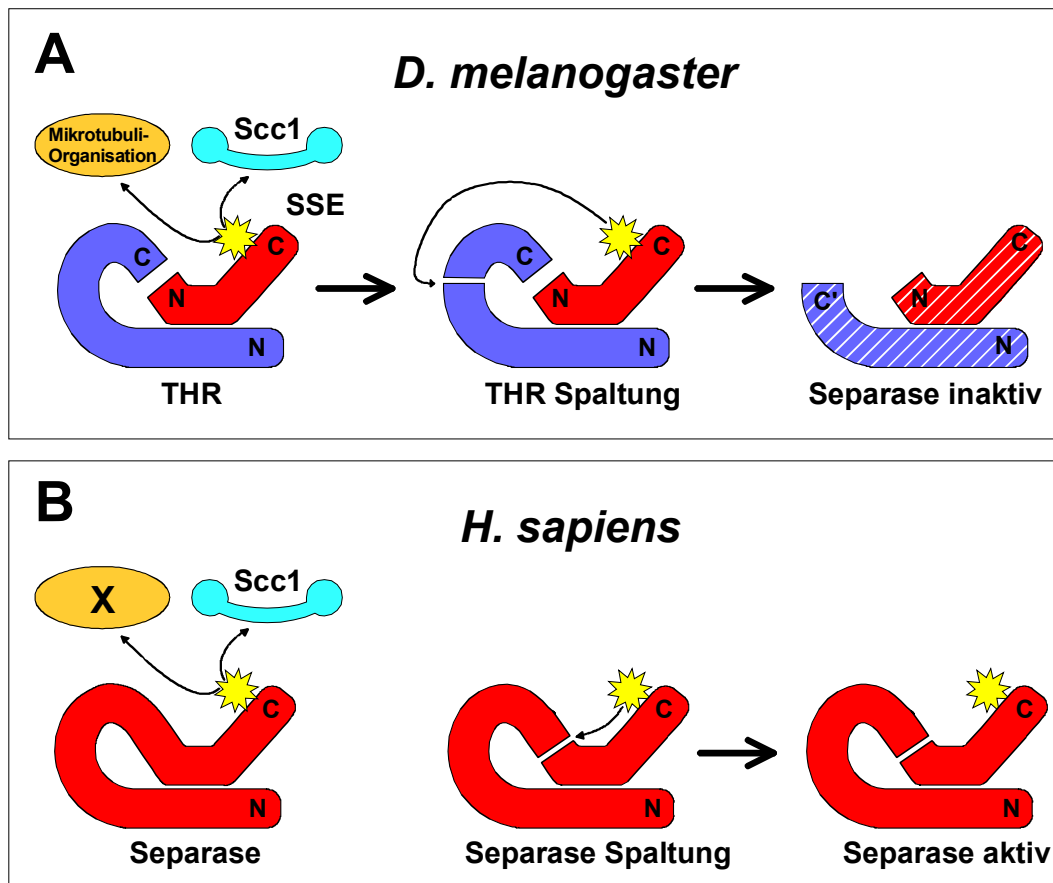 A
D. melanogaster
Mikrotubuli-
Organisation
Scc1
SSE
C
C
N
N
THR
C
C
N
N
THR Spaltung
C
C'
N
N
Separase inaktiv
B
H. sapiens
X
Scc1
C
N
Separase
C
N
Separase Spaltung
C
N
Separase aktiv